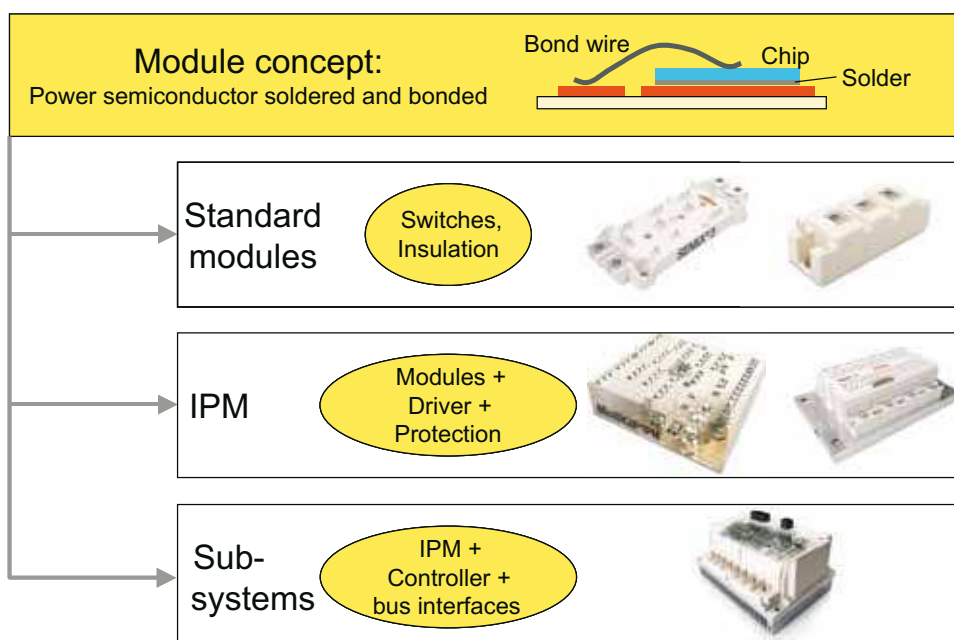 Module concept:
Power semiconductor soldered and bonded
Bond wire
Chip
Solder
Standard
modules
Switches,
Insulation
IPM
Modules +
Driver +
Protection
Sub-
systems
IPM +
Controller +
bus interfaces